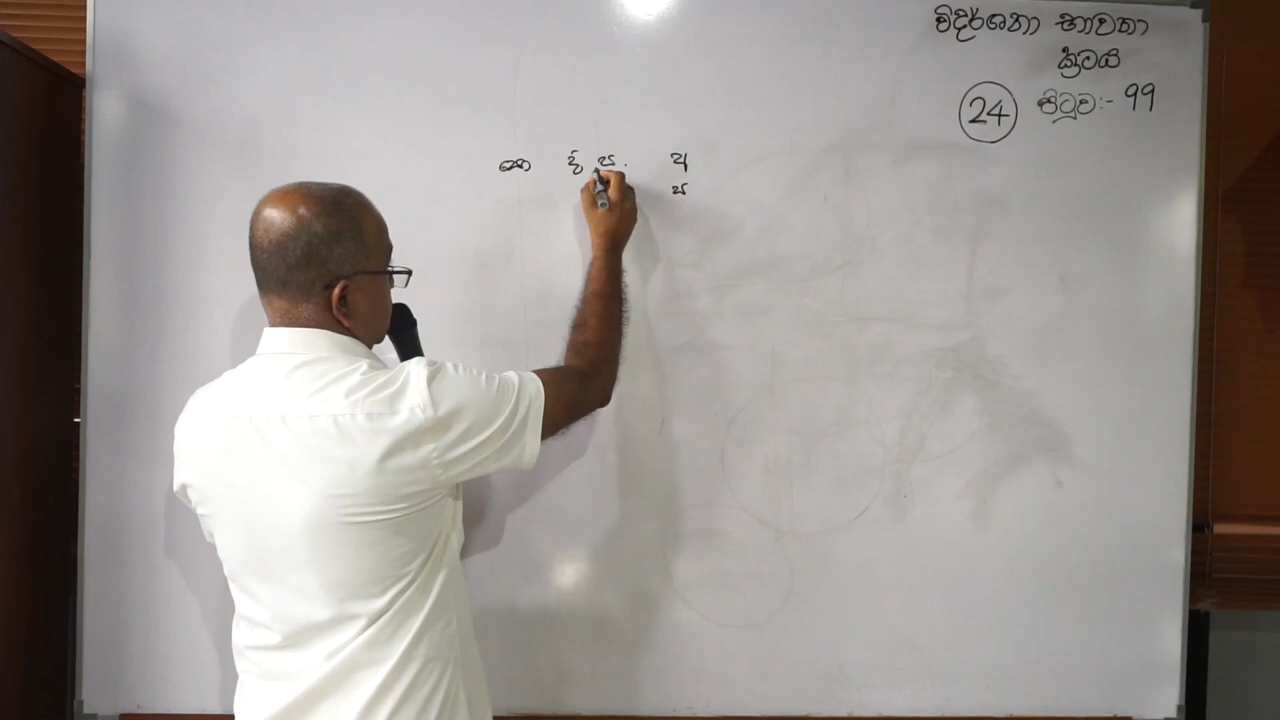 විදර්ශනා භාවනා
ක්‍රමය
24 පිටුව:- 99
සො ද් ප. අ
ප